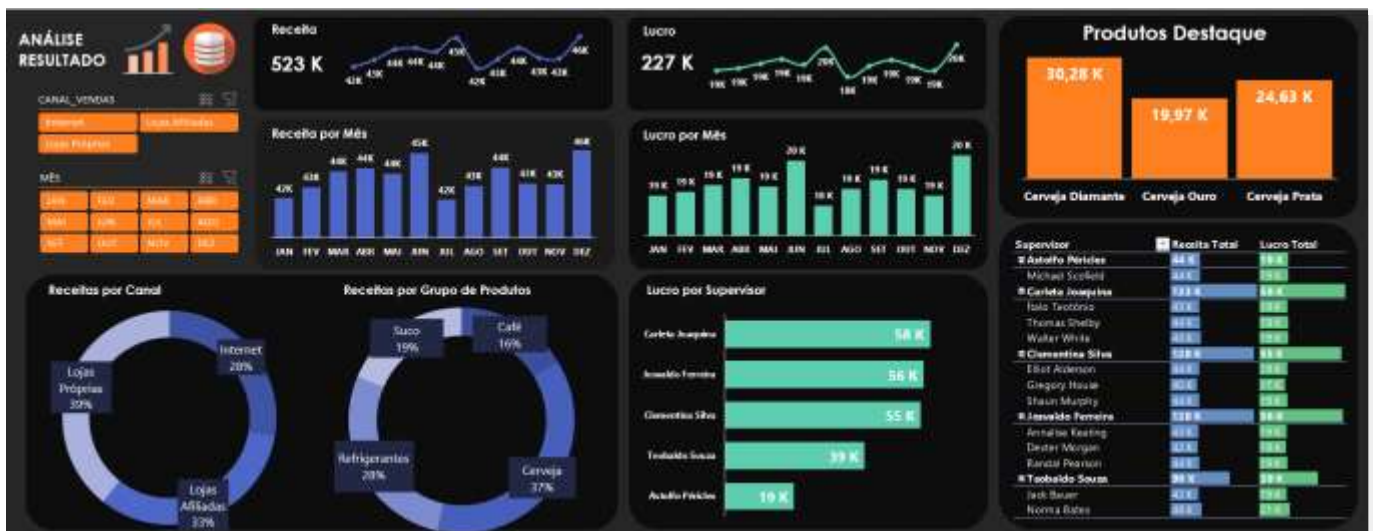 ANÁLISE
RESULTADO
CANAL_VENDAS
Internet
Lojas Afiliadas
Lojas Próprias
MÊS
JAN FEV MAR ABR
MAI JUN JUL AGO
SET OUT NOV DEZ
Receita
523 K
42K 43K 44K 44K 44K 45K 42K 43K 44K 43K 43K 46K
Lucro
227 K
19K 19K 19K 19K 19K 20K 18K 19K 19K 19K 19K 20K
Receita por Mês
42K 43K 44K 44K 44K 45K 42K 43K 44K 43K 43K 46K
JAN FEV MAR ABR MAI JUN JUL AGO SET OUT NOV DEZ
Lucro por Mês
19 K 19 K 19 K 19 K 19 K 20 K 18 K 19 K 19 K 19 K 19 K 20 K
JAN FEV MAR ABR MAI JUN JUL AGO SET OUT NOV DEZ
Produtos Destaque
30,28 K
19,97 K
24,63 K
Cerveja Diamante Cerveja Ouro Cerveja Prata
Receitas por Canal
Internet
28%
Lojas
Próprias
39%
Lojas
Afiliadas
33%
Receitas por Grupo de Produtos
Suco
19%
Café
16%
Refrigerantes
28%
Cerveja
37%
Lucro por Supervisor
Carleta Joaquina 58 K
Josvaldo Ferreira 56 K
Clementina Silva 55 K
Teobaldo Souza 39 K
Astolfo Péricles 19 K
Supervisor Receita Total Lucro Total
Astolfo Péricles 44 K 19 K
Michael Scofield 44 K 19 K
Carleta Joaquina
Ítalo Teotônio
Thomas Shelby
Walter White
Clementina Silva
Elliot Alderson
Gregory House
Shaun Murphy
Josvaldo Ferreira
Annalise Keating
Dexter Morgan
Randal Pearson
Teobaldo Souza
Jack Bauer
Norma Bates